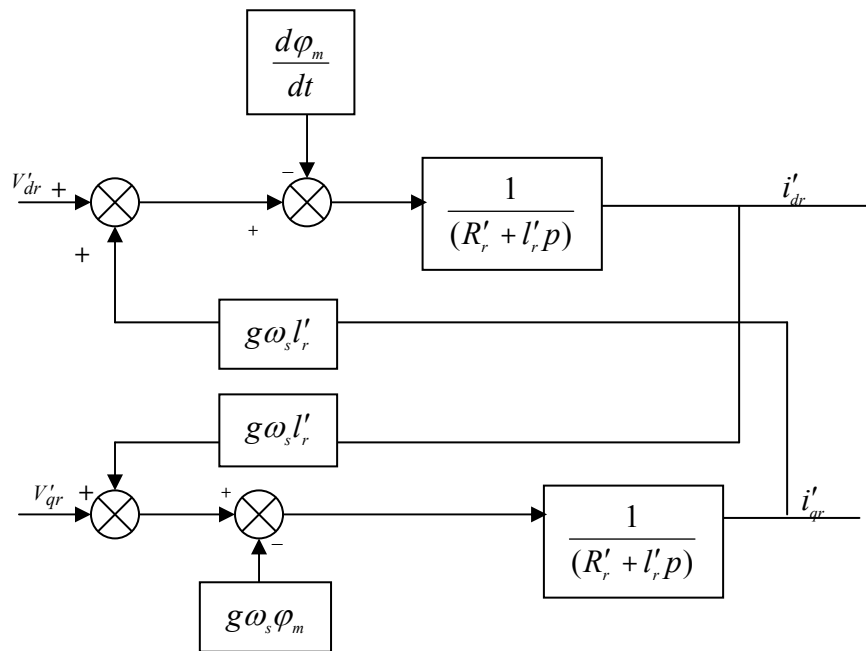 dφ_m
dt
−
V'_dr +
+
1
(R'_r + l'_r p)
i'_dr
+
gω_s l'_r
gω_s l'_r
V'_qr +
+
−
1
(R'_r + l'_r p)
i'_qr
gω_s φ_m